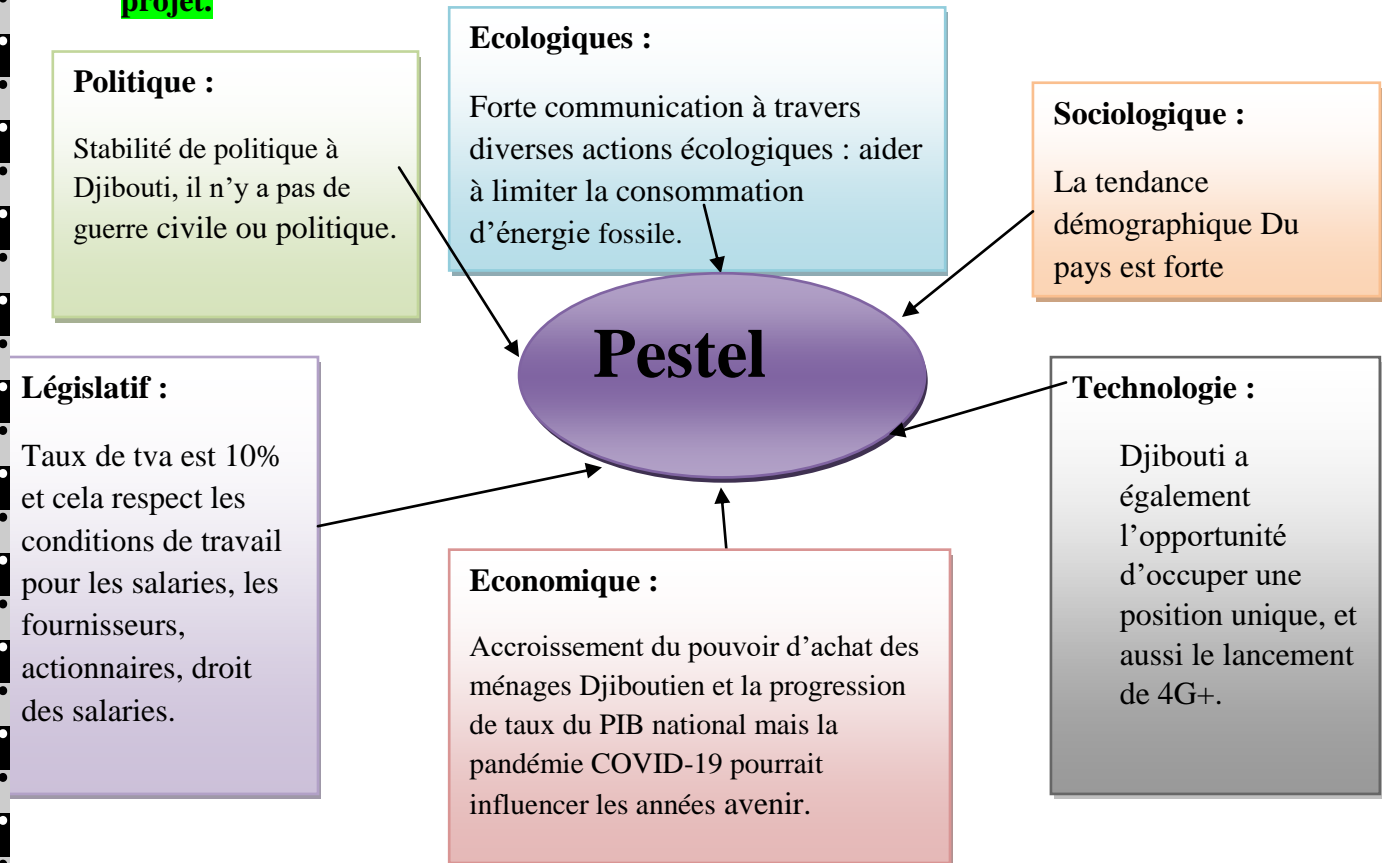 projet.
Politique :
Stabilité de politique à
Djibouti, il n’y a pas de
guerre civile ou politique.
Ecologiques :
Forte communication à travers
diverses actions écologiques : aider
à limiter la consommation
d’énergie fossile.
Sociologique :
La tendance
démographique Du
pays est forte
Pestel
Législatif :
Taux de tva est 10%
et cela respect les
conditions de travail
pour les salaries, les
fournisseurs,
actionnaires, droit
des salaries.
Economique :
Accroissement du pouvoir d’achat des
ménages Djiboutien et la progression
de taux du PIB national mais la
pandémie COVID-19 pourrait
influencer les années avenir.
Technologie :
Djibouti a
également
l’opportunité
d’occuper une
position unique, et
aussi le lancement
de 4G+.